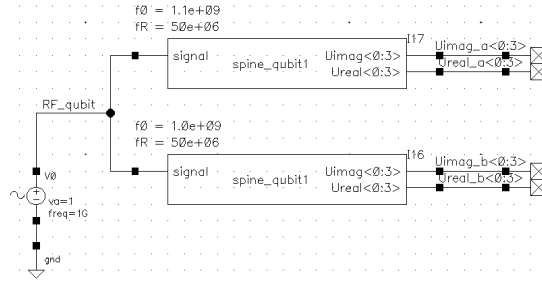 f0 = 1.1e+09
fR = 50e+06
I17
signal
spine_qubit1
Uimag<0:3>
Ureal<0:3>
Uimag_a<0:3>
Ureal_a<0:3>
RF_qubit
f0 = 1.0e+09
fR = 50e+06
I16
signal
spine_qubit1
Uimag<0:3>
Ureal<0:3>
Uimag_b<0:3>
Ureal_b<0:3>
V0
va=1
freq=1G
gnd